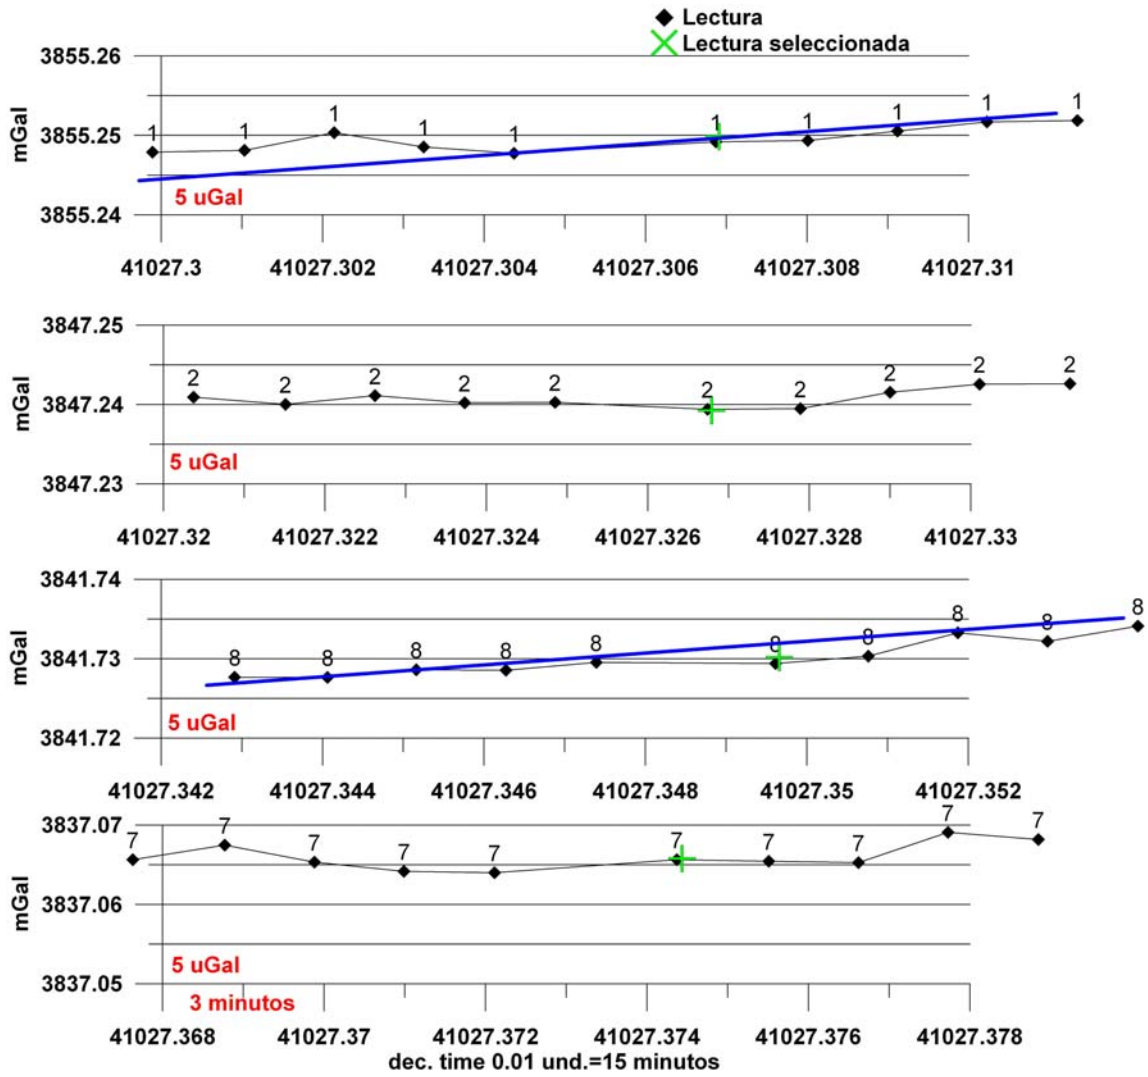 Lectura
Lectura seleccionada
3855.26
1 1 1 1 1 1 1 1 1 1
mGal
3855.25
5 uGal
3855.24
41027.3 41027.302 41027.304 41027.306 41027.308 41027.31
3847.25
2 2 2 2 2 2 2 2 2 2
mGal
3847.24
5 uGal
3847.23
41027.32 41027.322 41027.324 41027.326 41027.328 41027.33
3841.74
8 8 8 8 8 8 8 8 8 8
mGal
3841.73
5 uGal
3841.72
41027.342 41027.344 41027.346 41027.348 41027.35 41027.352
3837.07
7 7 7 7 7 7 7 7 7 7
mGal
3837.06
5 uGal
3837.05
3 minutos
41027.368 41027.37 41027.372 41027.374 41027.376 41027.378
dec. time 0.01 und.=15 minutos